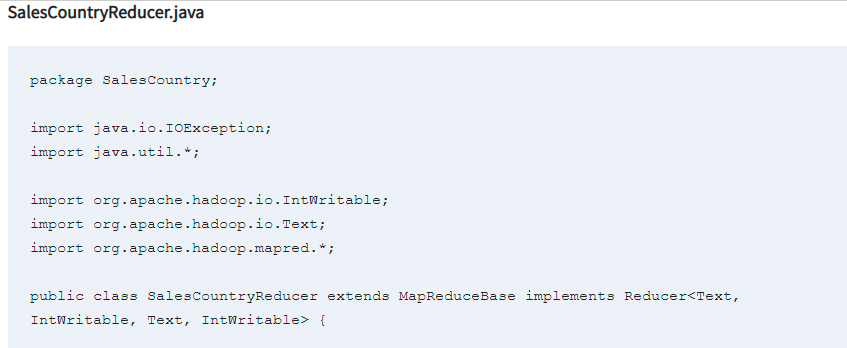 SalesCountryReducer.java
package SalesCountry;
import java.io.IOException;
import java.util.*;
import org.apache.hadoop.io.IntWritable;
import org.apache.hadoop.io.Text;
import org.apache.hadoop.mapred.*;
public class SalesCountryReducer extends MapReduceBase implements Reducer<Text,
IntWritable, Text, IntWritable> {